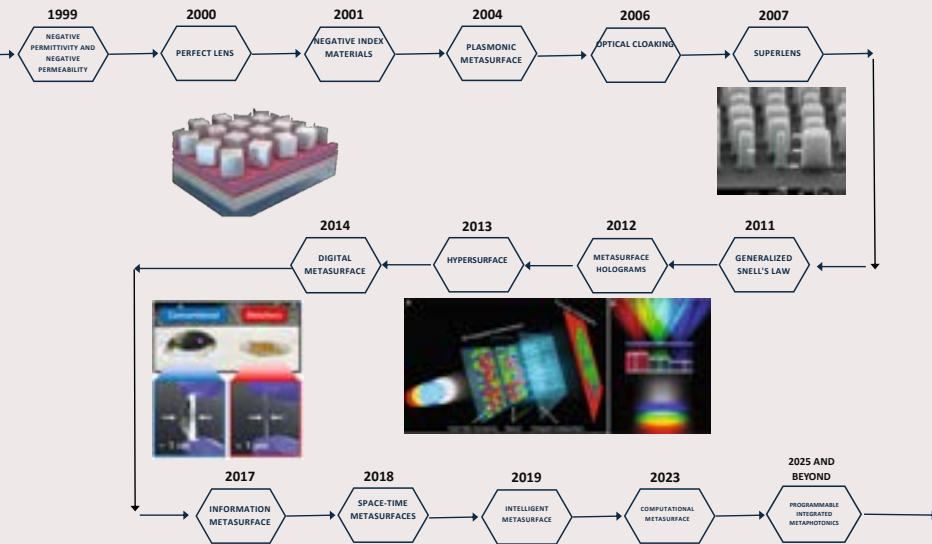 1999
NEGATIVE
PERMITTIVITY AND
NEGATIVE
PERMEABILITY
2000
PERFECT LENS
2001
NEGATIVE INDEX
MATERIALS
2004
PLASMONIC
METASURFACE
2006
OPTICAL CLOAKING
2007
SUPERLENS
2014
DIGITAL
METASURFACE
2013
HYPERSURFACE
2012
METASURFACE
HOLOGRAMS
2011
GENERALIZED
SNELL'S LAW
Conventional
2017
INFORMATION
METASURFACE
2018
SPACE-TIME
METASURFACES
2019
INTELLIGENT
METASURFACE
2023
COMPUTATIONAL
METASURFACE
2025 AND
BEYOND
PROGRAMMABLE
INTEGRATED
METAPHOTONICS